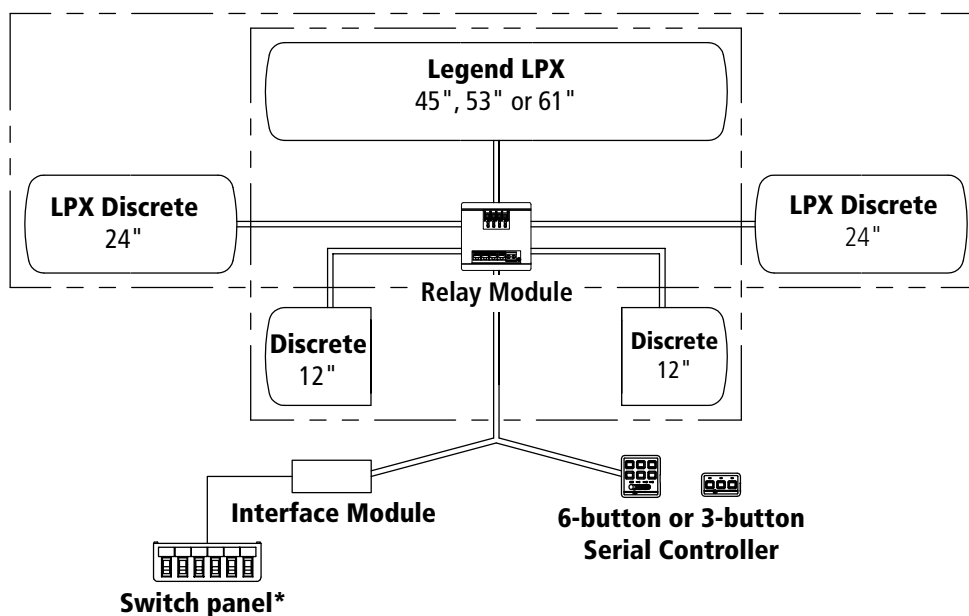 Legend LPX
45", 53" or 61"
LPX Discrete
24"
LPX Discrete
24"
Relay Module
Discrete
12"
Discrete
12"
Interface Module
6-button or 3-button
Serial Controller
Switch panel*